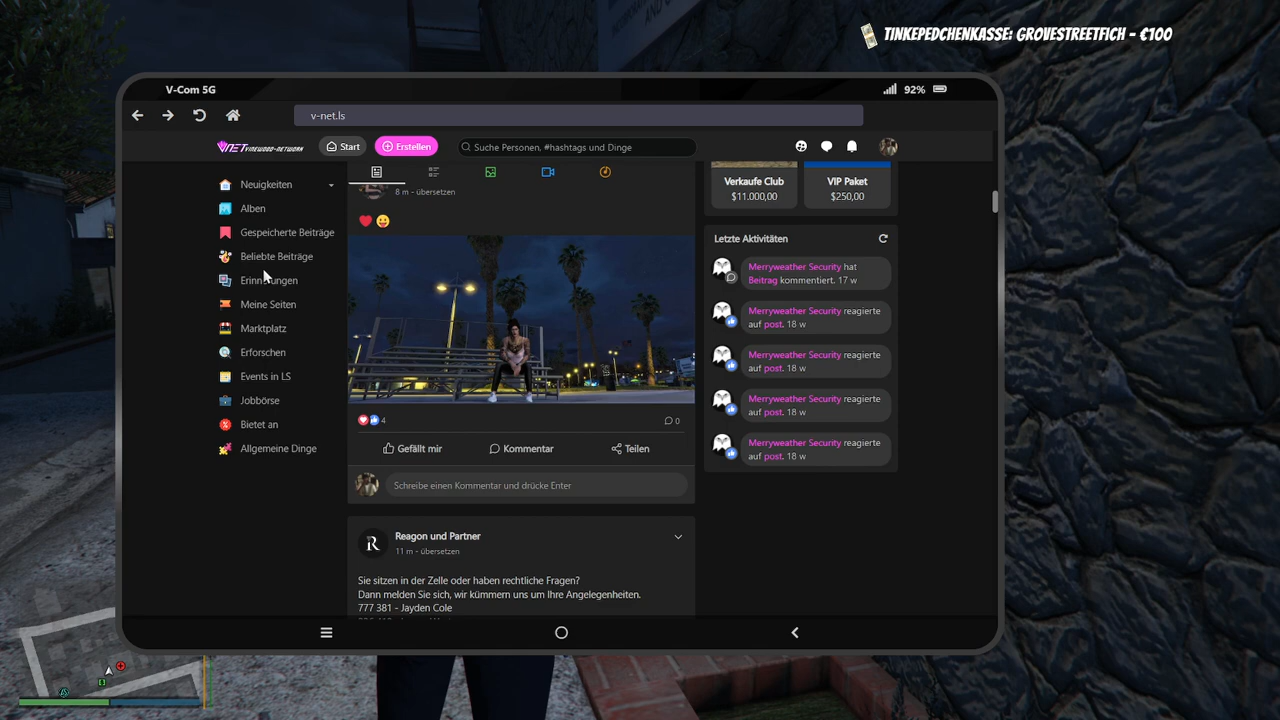 TINKEPEDCHENKASSE: GROVESTREETFICH - €100
V-Com 5G
92%
v-net.ls
VNET VINEWOOD-NETWORK
Start
Erstellen
Suche Personen, #hashtags und Dinge
Neuigkeiten
Alben
Gespeicherte Beiträge
Beliebte Beiträge
Erinnerungen
Meine Seiten
Marktplatz
Erforschen
Events in LS
Jobbörse
Bietet an
Allgemeine Dinge
8 m - übersetzen
4
0
Gefällt mir
Kommentar
Teilen
Schreibe einen Kommentar und drücke Enter
R
Reagon und Partner
11 m - übersetzen
Sie sitzen in der Zelle oder haben rechtliche Fragen?
Dann melden Sie sich, wir kümmern uns um Ihre Angelegenheiten.
777 381 - Jayden Cole
Verkaufe Club
$11.000,00
VIP Paket
$250,00
Letzte Aktivitäten
Merryweather Security hat
Beitrag kommentiert. 17 w
Merryweather Security reagierte
auf post. 18 w
Merryweather Security reagierte
auf post. 18 w
Merryweather Security reagierte
auf post. 18 w
Merryweather Security reagierte
auf post. 18 w